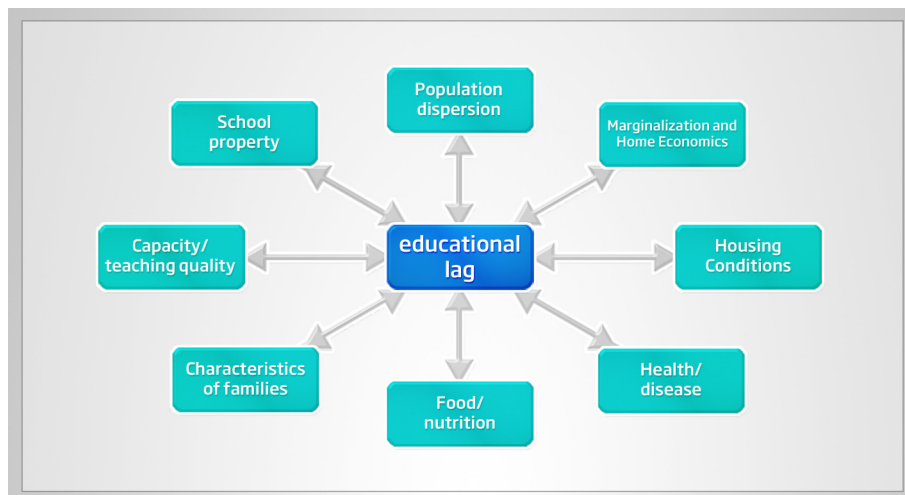 Population
dispersion
School
property
Marginalization and
Home Economics
Capacity/
teaching quality
educational
lag
Housing
Conditions
Characteristics
of families
Food/
nutrition
Health/
disease